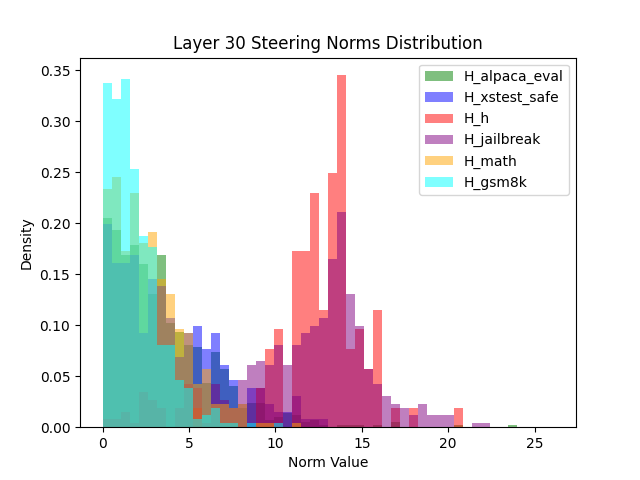 Layer 30 Steering Norms Distribution
H_alpaca_eval
H_xstest_safe
H_h
H_jailbreak
H_math
H_gsm8k
Density
0.35
0.30
0.25
0.20
0.15
0.10
0.05
0.00
0 5 10 15 20 25
Norm Value